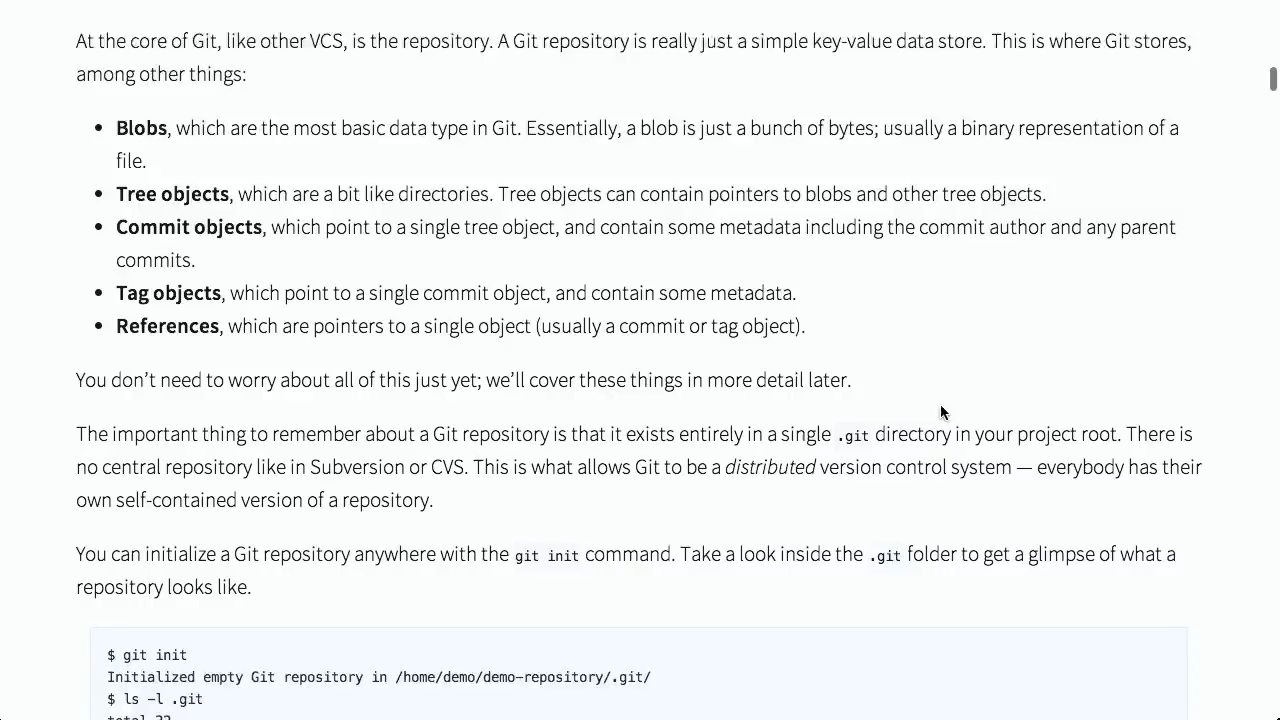 At the core of Git, like other VCS, is the repository. A Git repository is really just a simple key-value data store. This is where Git stores,
among other things:
• Blobs, which are the most basic data type in Git. Essentially, a blob is just a bunch of bytes; usually a binary representation of a
file.
• Tree objects, which are a bit like directories. Tree objects can contain pointers to blobs and other tree objects.
• Commit objects, which point to a single tree object, and contain some metadata including the commit author and any parent
commits.
• Tag objects, which point to a single commit object, and contain some metadata.
• References, which are pointers to a single object (usually a commit or tag object).
You don’t need to worry about all of this just yet; we’ll cover these things in more detail later.
The important thing to remember about a Git repository is that it exists entirely in a single .git directory in your project root. There is
no central repository like in Subversion or CVS. This is what allows Git to be a distributed version control system — everybody has their
own self-contained version of a repository.
You can initialize a Git repository anywhere with the git init command. Take a look inside the .git folder to get a glimpse of what a
repository looks like.
$ git init
Initialized empty Git repository in /home/demo/demo-repository/.git/
$ ls -l .git